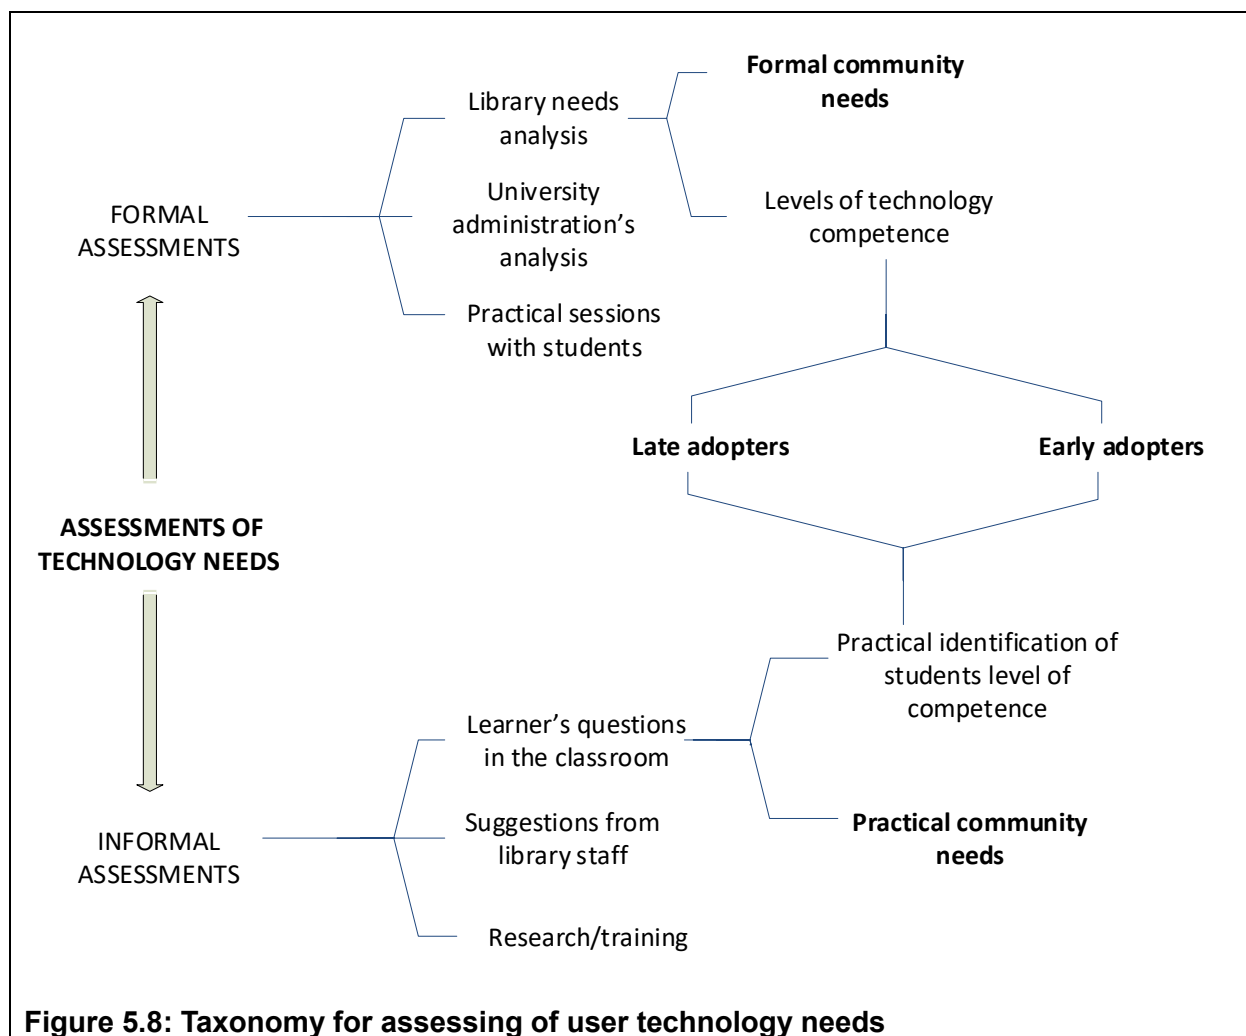 Formal community
needs
Library needs
analysis
FORMAL
ASSESSMENTS
University
administration’s
analysis
Levels of technology
competence
Practical sessions
with students
Late adopters
Early adopters
ASSESSMENTS OF
TECHNOLOGY NEEDS
Practical identification of
students level of
competence
Learner’s questions
in the classroom
INFORMAL
ASSESSMENTS
Suggestions from
library staff
Practical community
needs
Research/training
Figure 5.8: Taxonomy for assessing of user technology needs